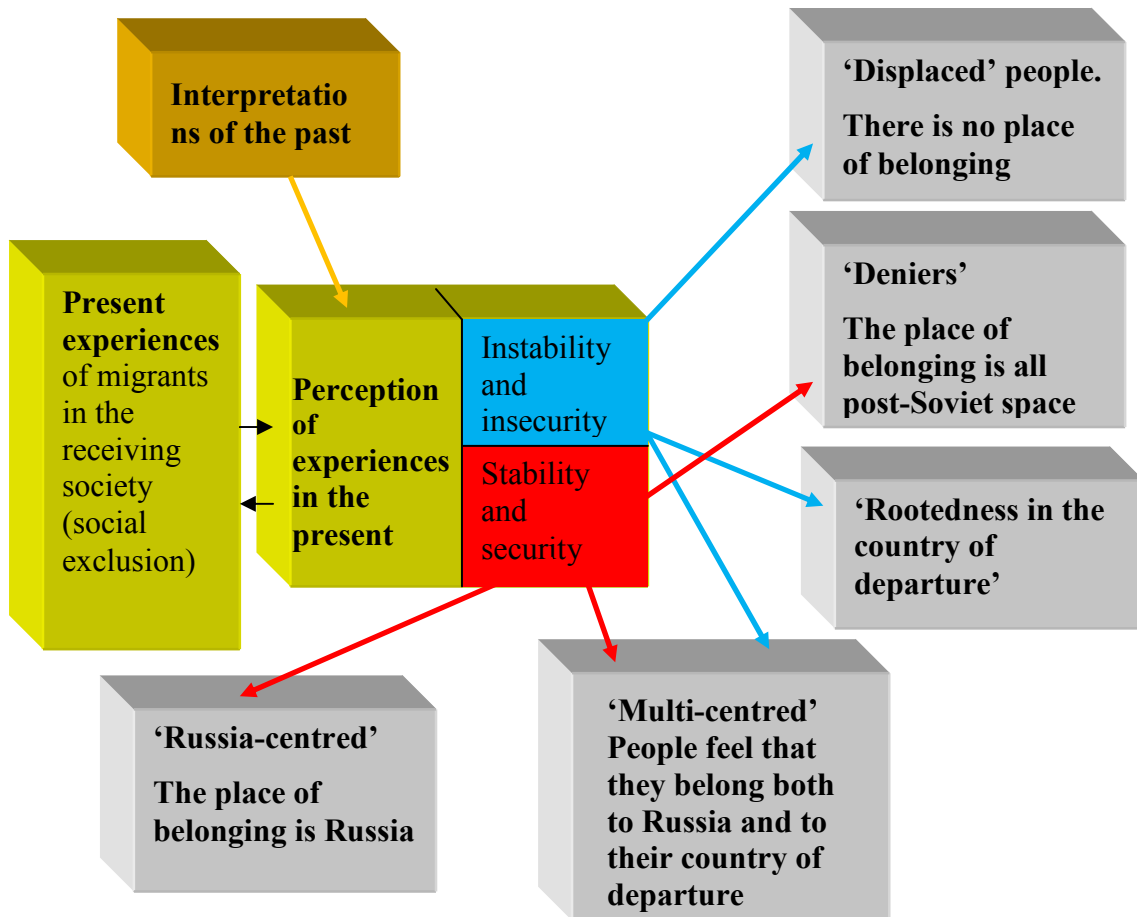 Interpretatio
ns of the past
‘Displaced’ people.
There is no place
of belonging
‘Deniers’
The place of
belonging is all
post-Soviet space
Present
experiences
of migrants
in the
receiving
society
(social
exclusion)
Perception
of
experiences
in the
present
Instability
and
insecurity
Stability
and
security
‘Rootedness in the
country of
departure’
‘Russia-centred’
The place of
belonging is Russia
‘Multi-centred’
People feel that
they belong both
to Russia and to
their country of
departure